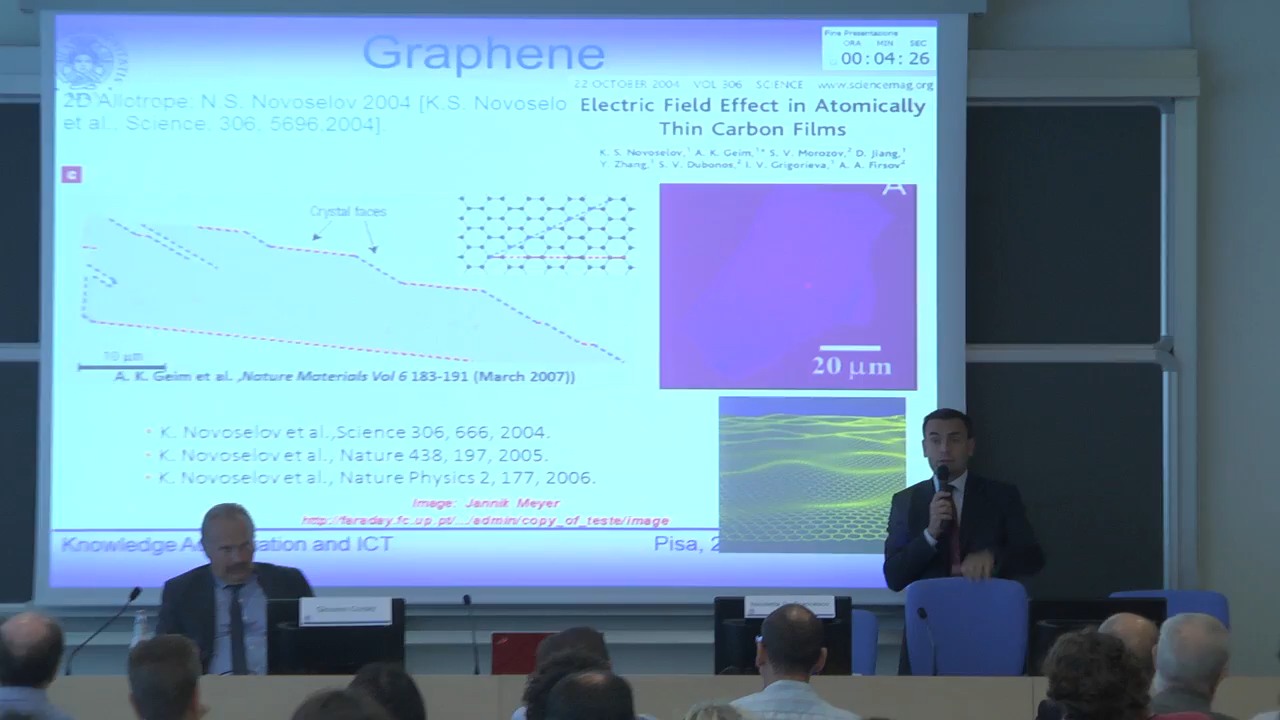 Graphene
Fine Presentazione
ORA MIN SEC
00:04:26
22 OCTOBER 2004 VOL 306 SCIENCE www.sciencemag.org
2D Allotrope: N.S. Novoselov 2004 [K.S. Novoselo
et al., Science, 306, 5696,2004].
Electric Field Effect in Atomically
Thin Carbon Films
K. S. Novoselov,¹ A. K. Geim,¹* S. V. Morozov,² D. Jiang,¹
Y. Zhang,¹ S. V. Dubonos,² I. V. Grigorieva,¹ A. A. Firsov²
c
A
Crystal faces
10 μm
20 μm
A. K. Geim et al. ,Nature Materials Vol 6 183-191 (March 2007))
• K. Novoselov et al.,Science 306, 666, 2004.
• K. Novoselov et al., Nature 438, 197, 2005.
• K. Novoselov et al., Nature Physics 2, 177, 2006.
Image: Jannik Meyer
http://faraday.fc.up.pt/.../admin/copy_of_teste/image
Knowledge A ation and ICT
Pisa, 2